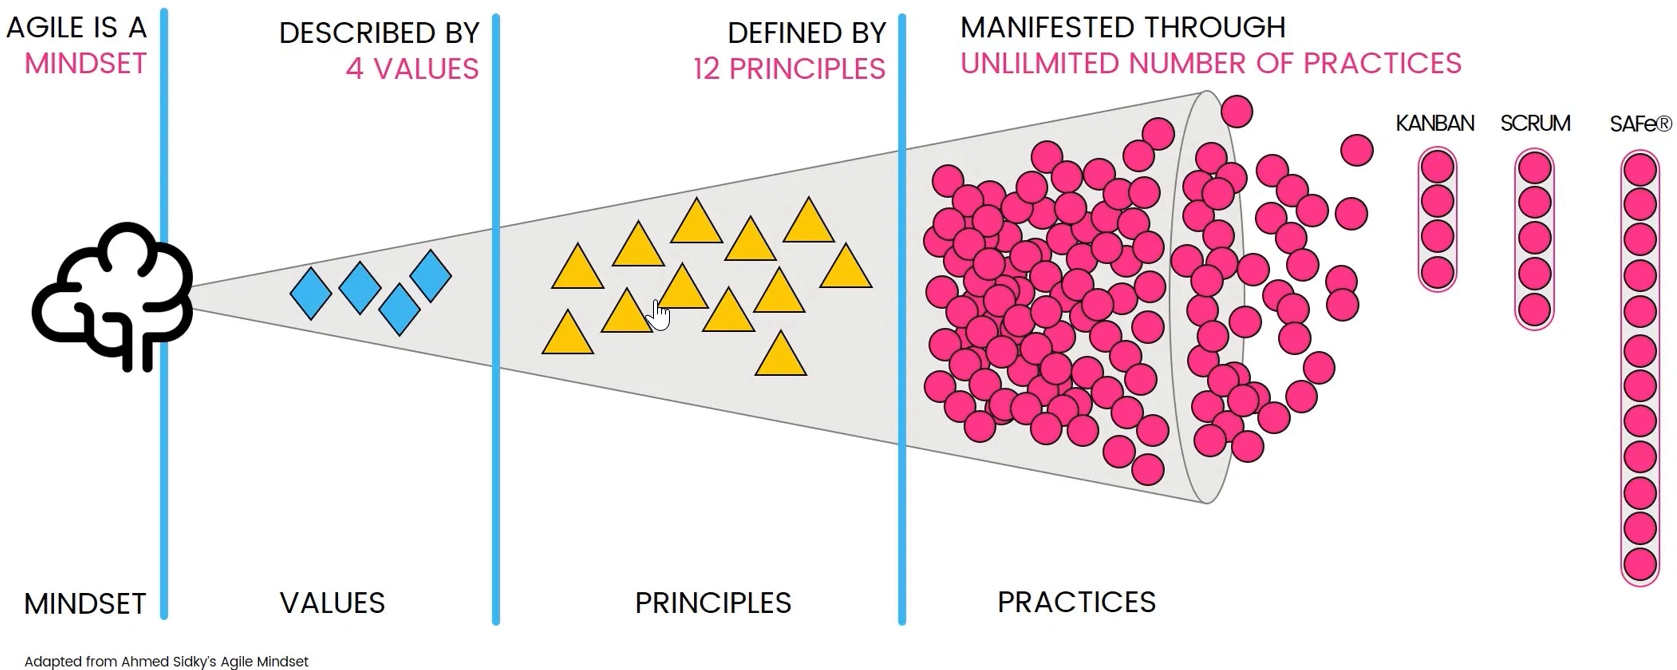 AGILE IS A
MINDSET
DESCRIBED BY
4 VALUES
DEFINED BY
12 PRINCIPLES
MANIFESTED THROUGH
UNLILMITED NUMBER OF PRACTICES
KANBAN
SCRUM
SAFe®
MINDSET
VALUES
PRINCIPLES
PRACTICES
Adapted from Ahmed Sidky's Agile Mindset